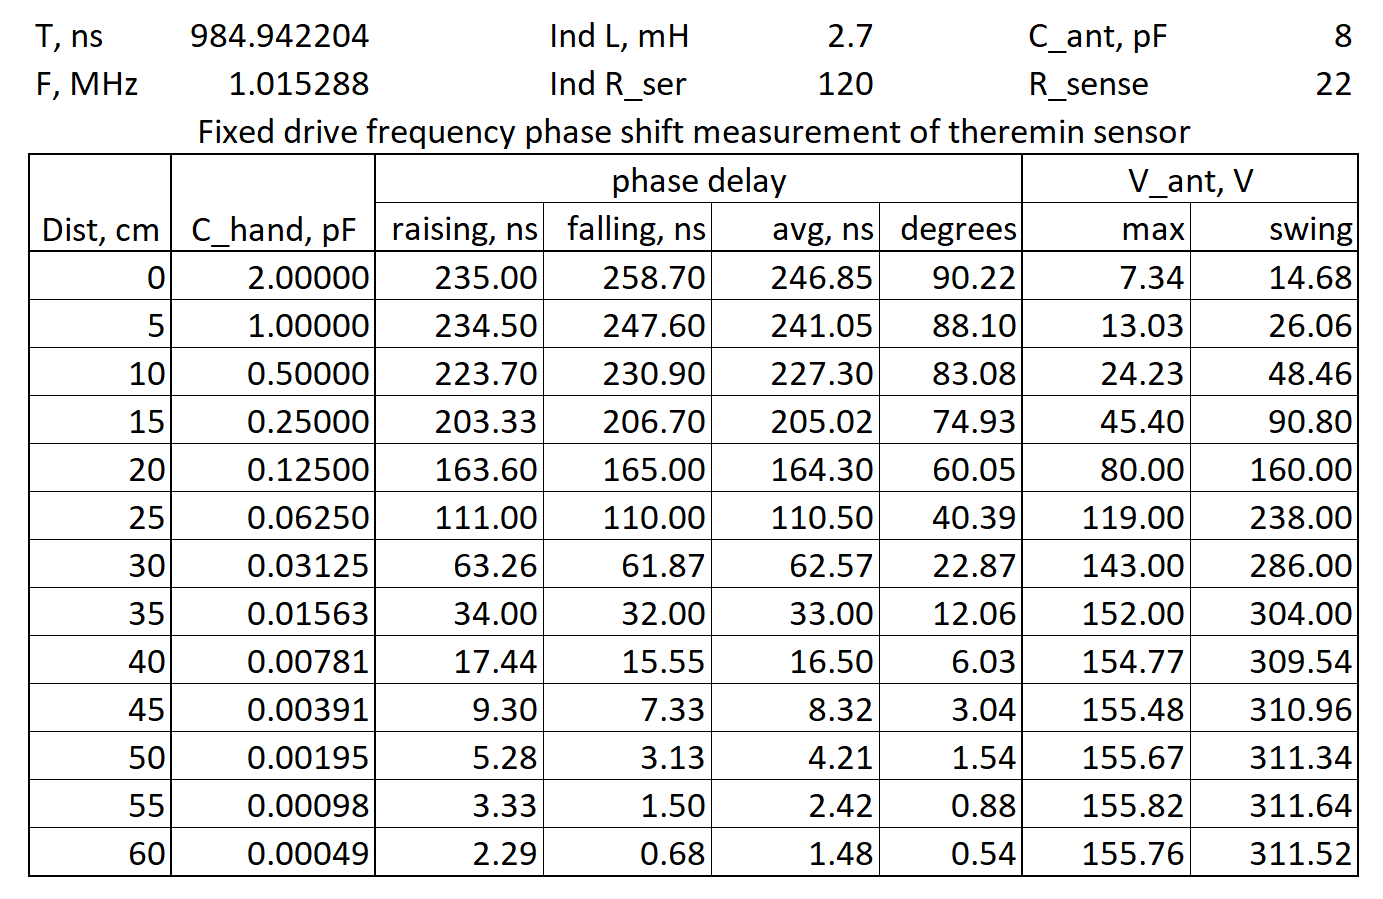 T, ns 984.942204 Ind L, mH 2.7 C_ant, pF 8
F, MHz 1.015288 Ind R_ser 120 R_sense 22
Fixed drive frequency phase shift measurement of theremin sensor
phase delay V_ant, V
Dist, cm C_hand, pF raising, ns falling, ns avg, ns degrees max swing
0 2.00000 235.00 258.70 246.85 90.22 7.34 14.68
5 1.00000 234.50 247.60 241.05 88.10 13.03 26.06
10 0.50000 223.70 230.90 227.30 83.08 24.23 48.46
15 0.25000 203.33 206.70 205.02 74.93 45.40 90.80
20 0.12500 163.60 165.00 164.30 60.05 80.00 160.00
25 0.06250 111.00 110.00 110.50 40.39 119.00 238.00
30 0.03125 63.26 61.87 62.57 22.87 143.00 286.00
35 0.01563 34.00 32.00 33.00 12.06 152.00 304.00
40 0.00781 17.44 15.55 16.50 6.03 154.77 309.54
45 0.00391 9.30 7.33 8.32 3.04 155.48 310.96
50 0.00195 5.28 3.13 4.21 1.54 155.67 311.34
55 0.00098 3.33 1.50 2.42 0.88 155.82 311.64
60 0.00049 2.29 0.68 1.48 0.54 155.76 311.52